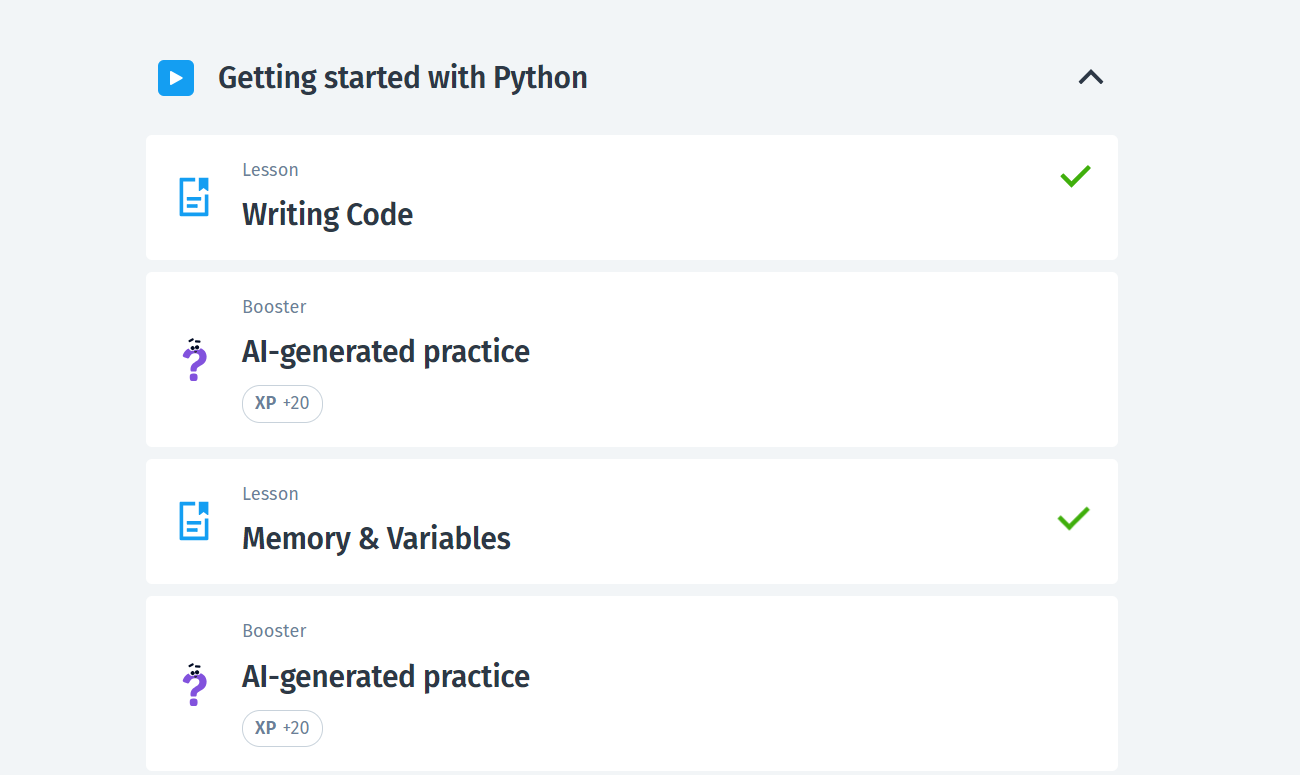 Getting started with Python
Lesson
Writing Code
Booster
AI-generated practice
XP +20
Lesson
Memory & Variables
Booster
AI-generated practice
XP +20